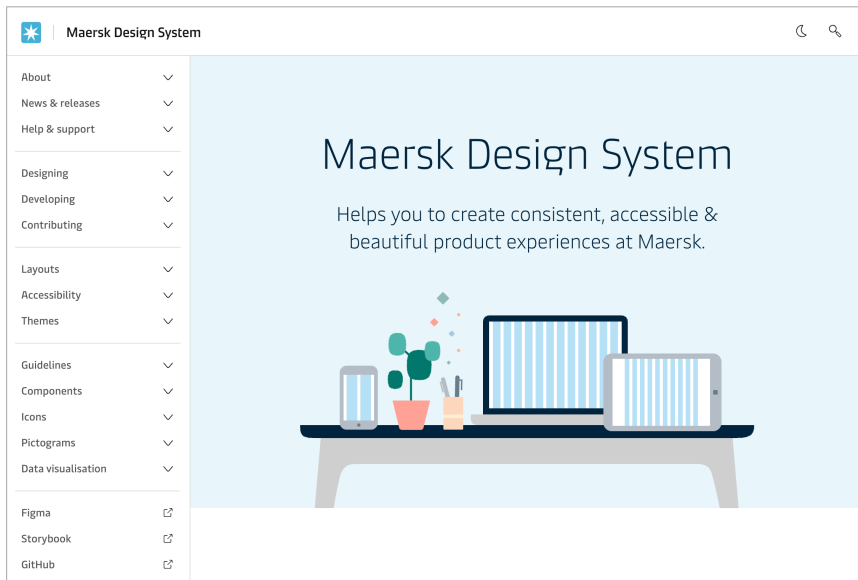 Maersk Design System
About
News & releases
Help & support
Designing
Developing
Contributing
Layouts
Accessibility
Themes
Guidelines
Components
Icons
Pictograms
Data visualisation
Figma
Storybook
GitHub
Maersk Design System
Helps you to create consistent, accessible &
beautiful product experiences at Maersk.